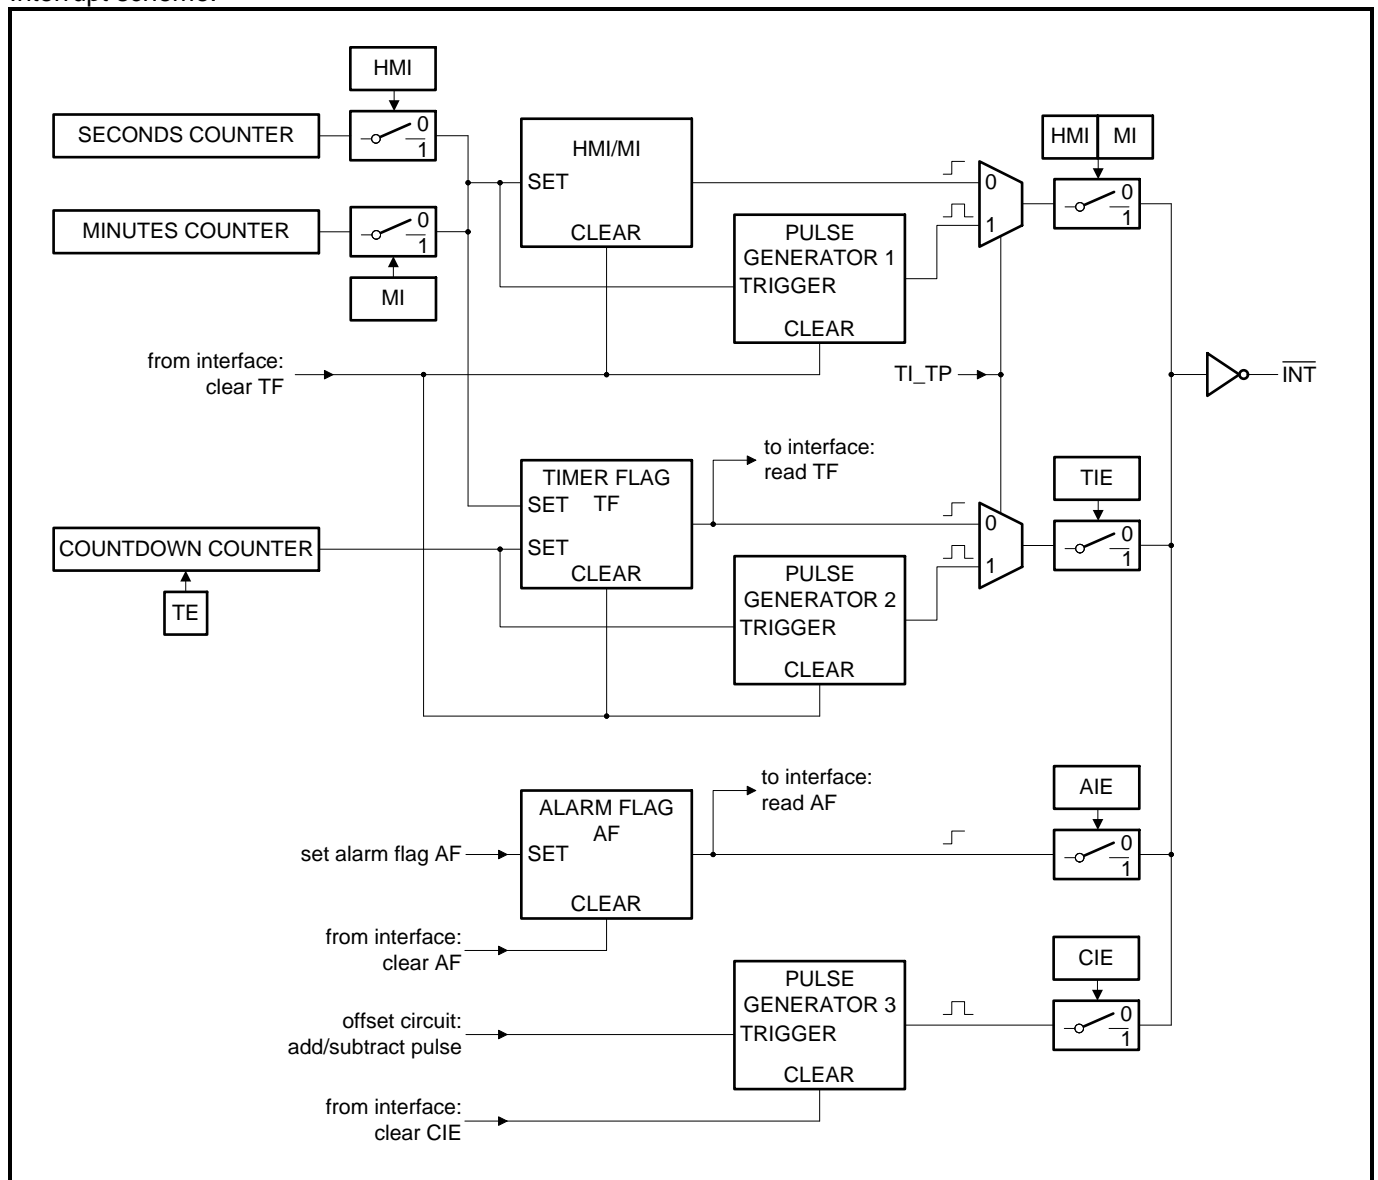 Interrupt scheme:
HMI
SECONDS COUNTER
0
1
MINUTES COUNTER
0
1
MI
HMI/MI
SET
CLEAR
PULSE
GENERATOR 1
TRIGGER
CLEAR
0
1
HMI MI
0
1
from interface:
clear TF
TI_TP
INT
to interface:
read TF
TIMER FLAG
TF
SET
SET
CLEAR
COUNTDOWN COUNTER
TE
PULSE
GENERATOR 2
TRIGGER
CLEAR
0
1
TIE
0
1
to interface:
read AF
ALARM FLAG
AF
set alarm flag AF
SET
CLEAR
AIE
0
1
from interface:
clear AF
PULSE
GENERATOR 3
TRIGGER
CLEAR
CIE
0
1
offset circuit:
add/subtract pulse
from interface:
clear CIE